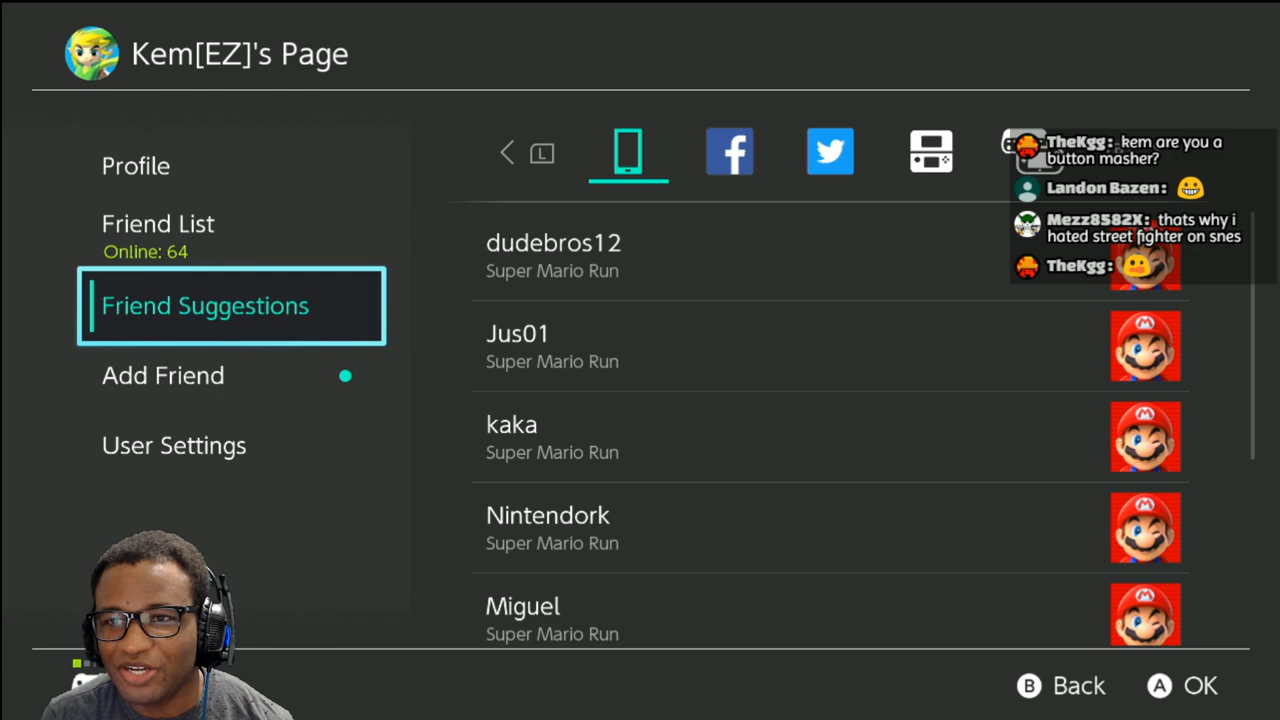 Kem[EZ]'s Page
Profile
Friend List
Online: 64
Friend Suggestions
Add Friend
User Settings
L
dudebros12
Super Mario Run
Jus01
Super Mario Run
kaka
Super Mario Run
Nintendork
Super Mario Run
Miguel
Super Mario Run
TheKgg: kem are you a
button masher?
Landon Bazen:
Mezz8582X: thats why i
hated street fighter on snes
TheKgg:
B Back
A OK